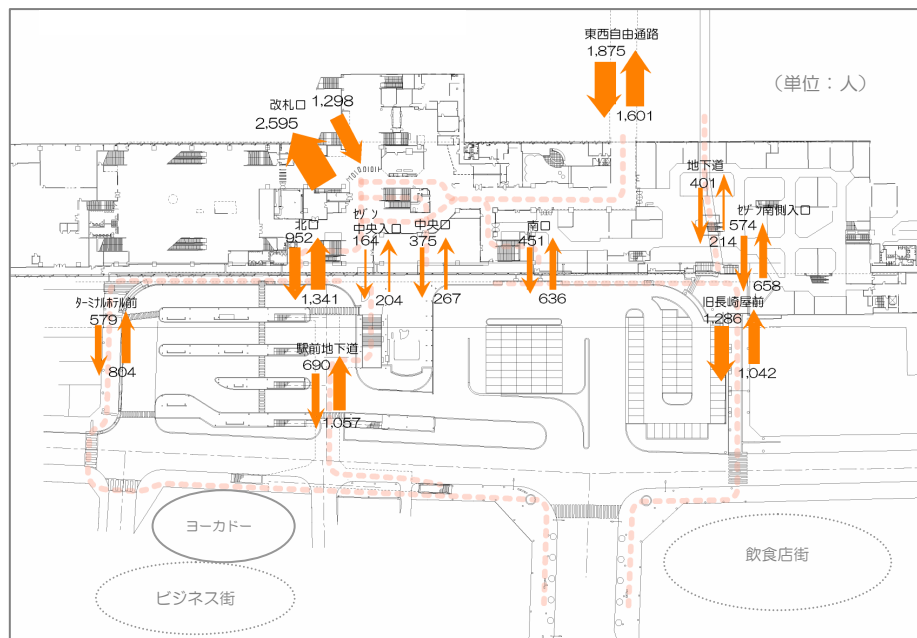 東西自由通路
1,875
1,601
（単位：人）
改札口
1,298
2,595
地下道
401
214
北口
952
1,341
ｾｿﾞﾝ
中央入口
164
204
中央口
375
267
南口
451
636
ｾｿﾞﾝ南側入口
574
658
ﾀｰﾐﾅﾙﾎﾃﾙ前
579
804
駅前地下道
690
1,057
旧長崎屋前
1,286
1,042
ヨーカドー
ビジネス街
飲食店街